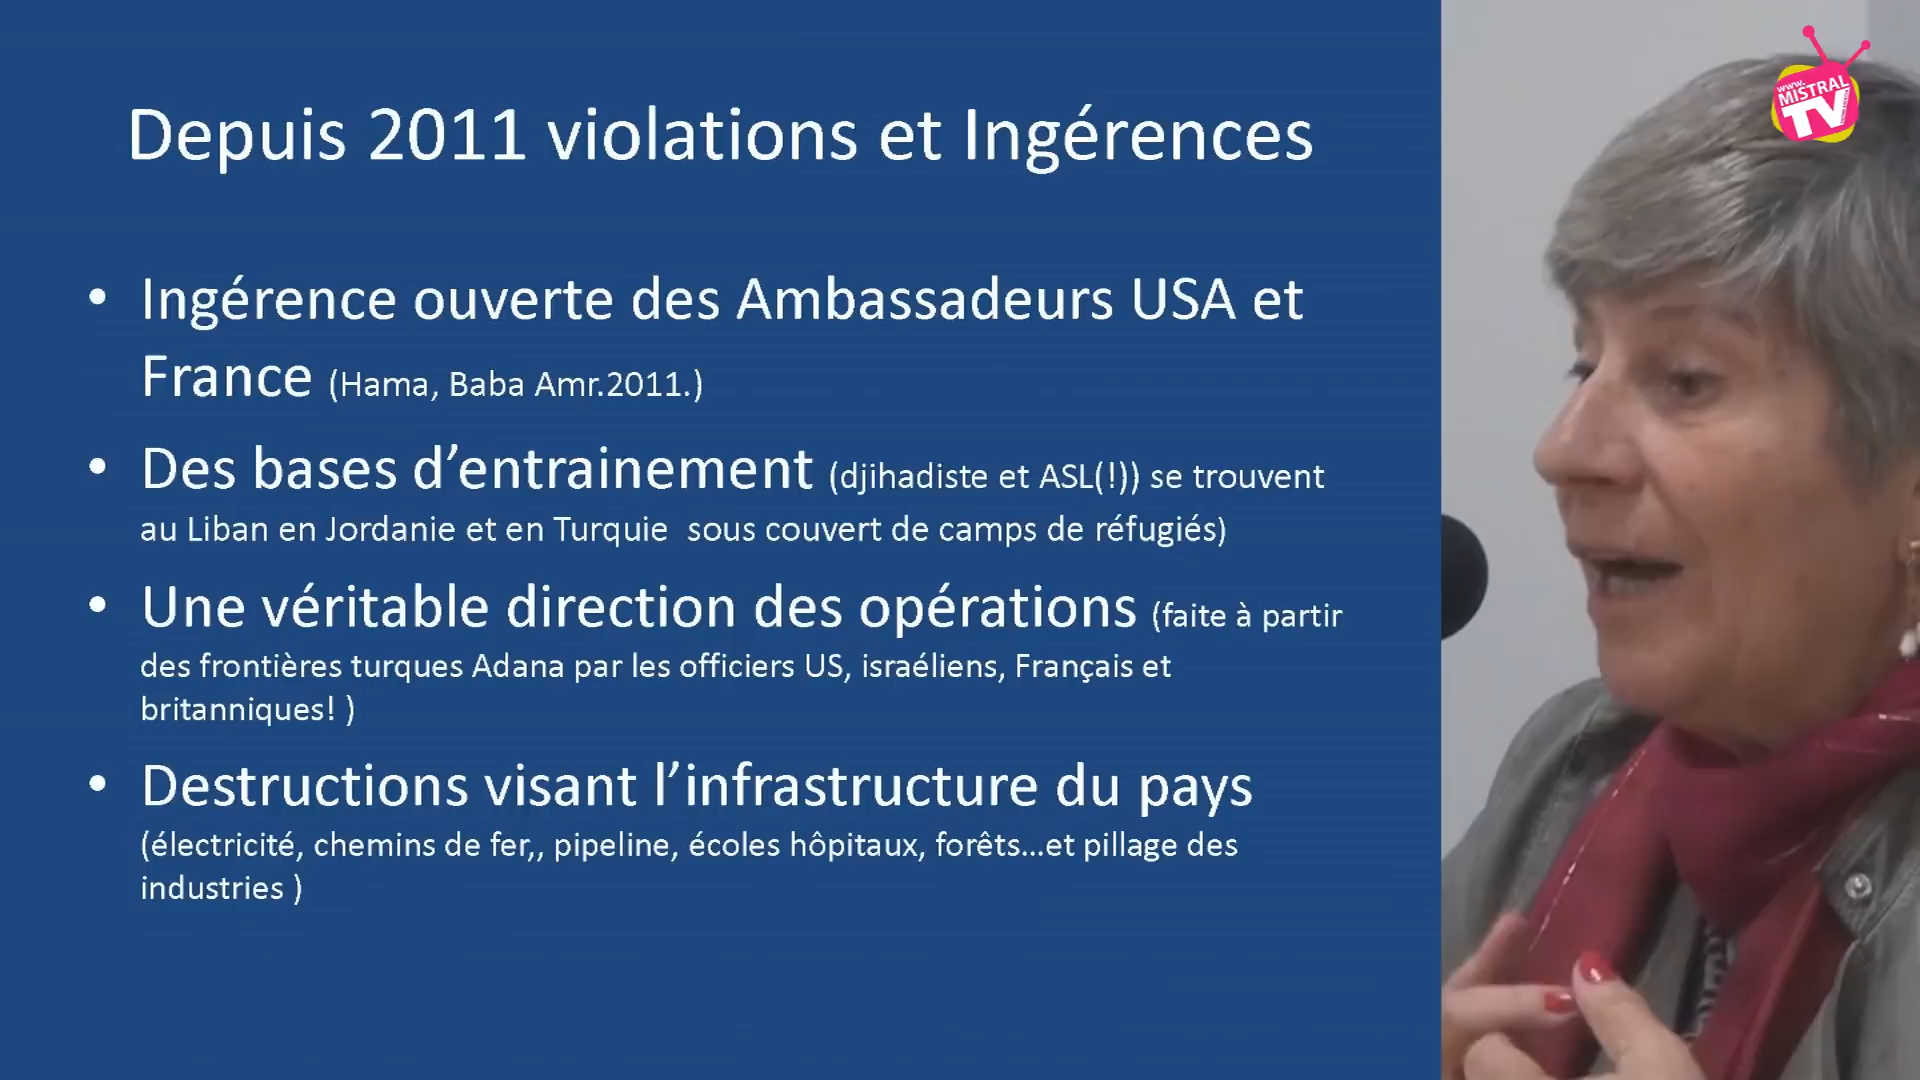 Depuis 2011 violations et Ingérences
• Ingérence ouverte des Ambassadeurs USA et
France (Hama, Baba Amr.2011.)
• Des bases d’entrainement (djihadiste et ASL(!)) se trouvent
au Liban en Jordanie et en Turquie  sous couvert de camps de réfugiés)
• Une véritable direction des opérations (faite à partir
des frontières turques Adana par les officiers US, israéliens, Français et
britanniques! )
• Destructions visant l’infrastructure du pays
(électricité, chemins de fer,, pipeline, écoles hôpitaux, forêts...et pillage des
industries )
www.
MISTRAL
TV